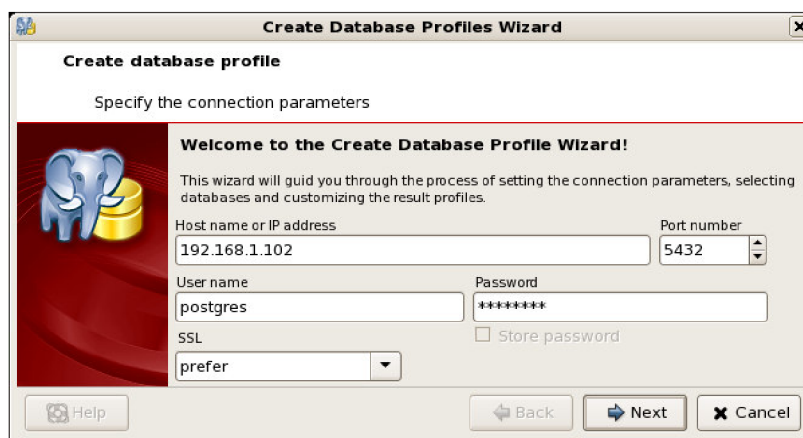 Create Database Profiles Wizard
Create database profile
Specify the connection parameters
Welcome to the Create Database Profile Wizard!
This wizard will guid you through the process of setting the connection parameters, selecting
databases and customizing the result profiles.
Host name or IP address
Port number
192.168.1.102
5432
User name
Password
postgres
********
SSL
Store password
prefer
Help
Back
Next
Cancel